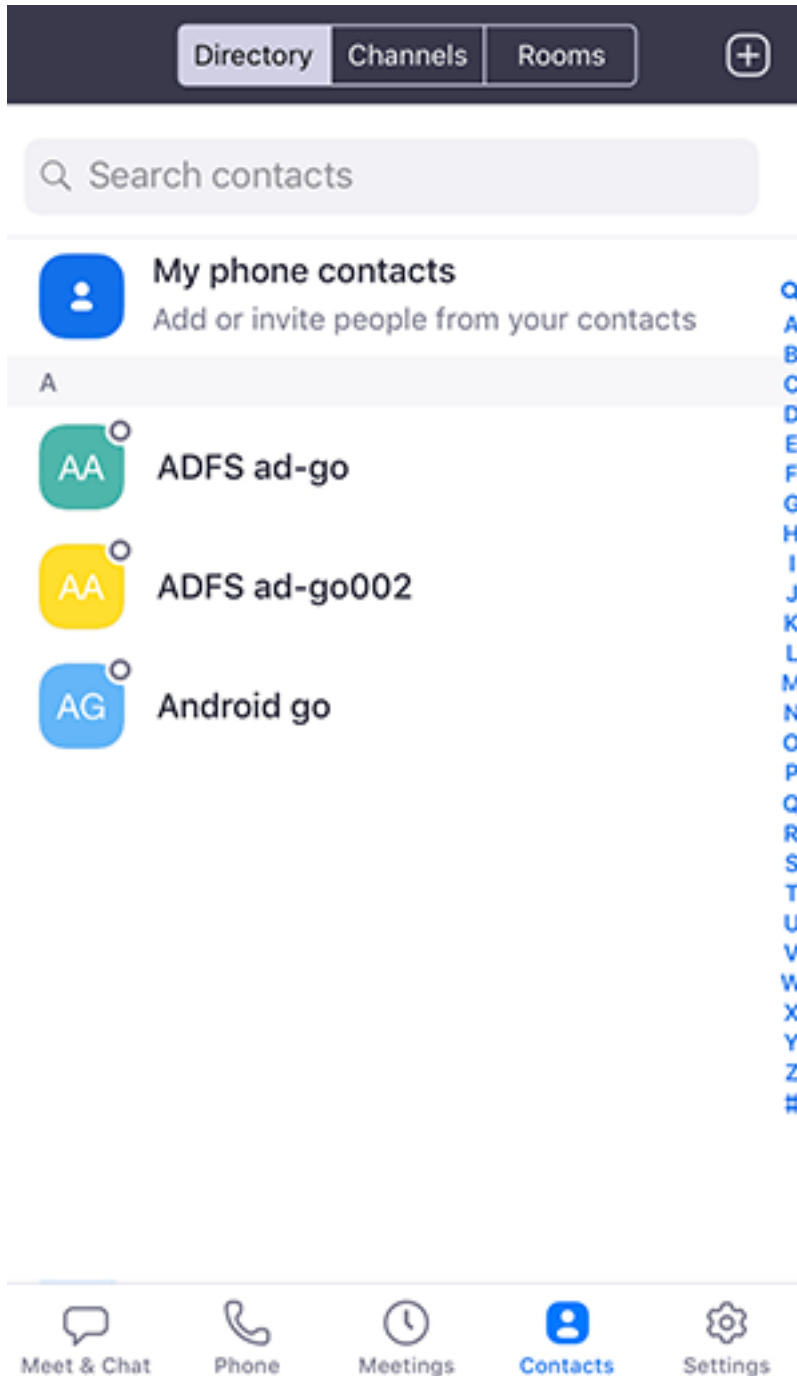 Directory Channels Rooms
Search contacts
My phone contacts
Add or invite people from your contacts
A
AA ADFS ad-go
AA ADFS ad-go002
AG Android go
A
B
C
D
E
F
G
H
I
J
K
L
M
N
O
P
Q
R
S
T
U
V
W
X
Y
Z
#
Meet & Chat Phone Meetings Contacts Settings